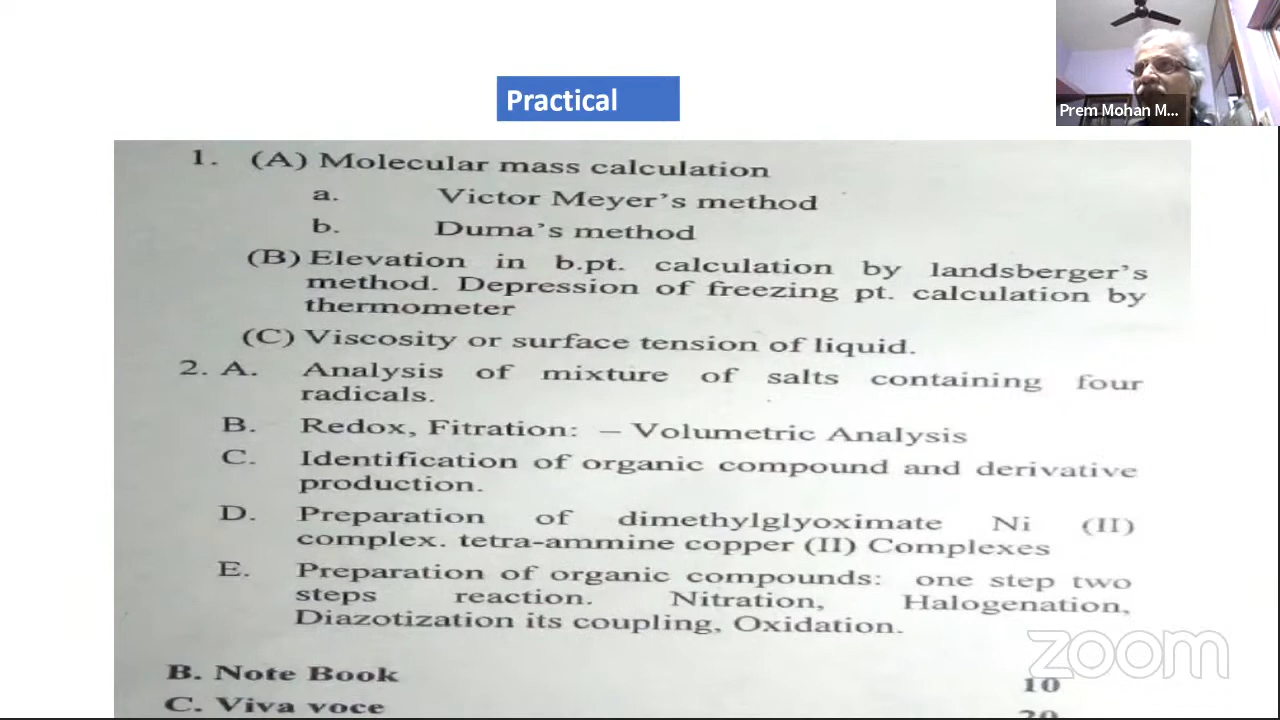 Practical
Prem Mohan M...
1. (A) Molecular mass calculation
a. Victor Meyer's method
b. Duma's method
(B) Elevation in b.pt. calculation by landsberger's
method. Depression of freezing pt. calculation by
thermometer
(C) Viscosity or surface tension of liquid.
2. A. Analysis of mixture of salts containing four
radicals.
B. Redox, Fitration: – Volumetric Analysis
C. Identification of organic compound and derivative
production.
D. Preparation of dimethylglyoximate Ni (II)
complex. tetra-ammine copper (II) Complexes
E. Preparation of organic compounds: one step two
steps reaction. Nitration, Halogenation,
Diazotization its coupling, Oxidation.
zoom
B. Note Book 10
C. Viva voce 20